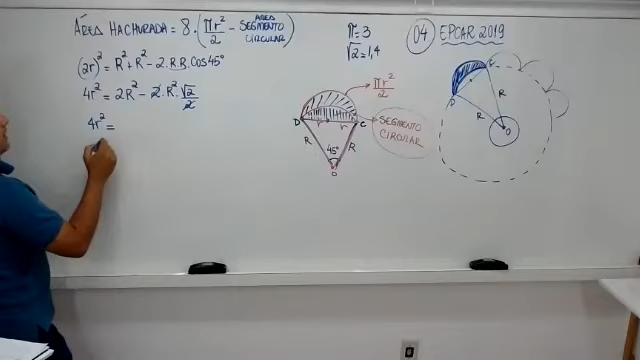 ÁREA HACHURADA = 8. (πr²/2 - ÁREA SEGMENTO CIRCULAR)
(2r)² = R² + R² - 2.R.R.COS45°
4r² = 2R² - 2.R².√2/2
4r² =
π = 3
√2 = 1,4
04 EPCAR 2019
πr²/2
SEGMENTO
CIRCULAR
D r r C
R 45° R
O
D C
R R
O